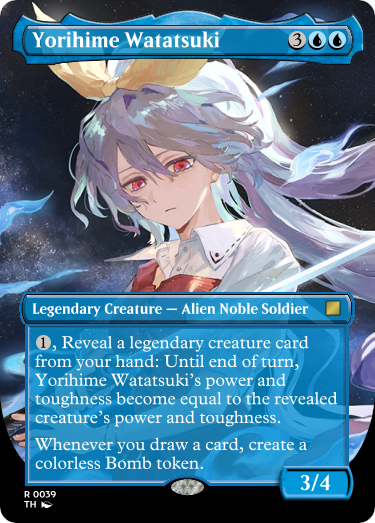 Yorihime Watatsuki 3
Legendary Creature — Alien Noble Soldier
1, Reveal a legendary creature card
from your hand: Until end of turn,
Yorihime Watatsuki's power and
toughness become equal to the revealed
creature's power and toughness.
Whenever you draw a card, create a
colorless Bomb token.
3/4
R 0039
TH